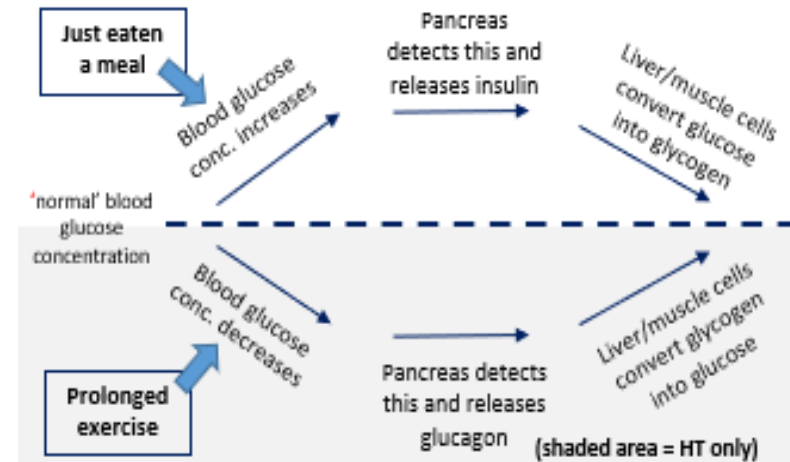 Just eaten
a meal
Blood glucose
conc. increases
Pancreas
detects this and
releases insulin
Liver/muscle cells
convert glucose
into glycogen
‘normal’ blood
glucose
concentration
Blood glucose
conc. decreases
Prolonged
exercise
Pancreas detects
this and releases
glucagon
Liver/muscle cells
convert glycogen
into glucose
(shaded area = HT only)